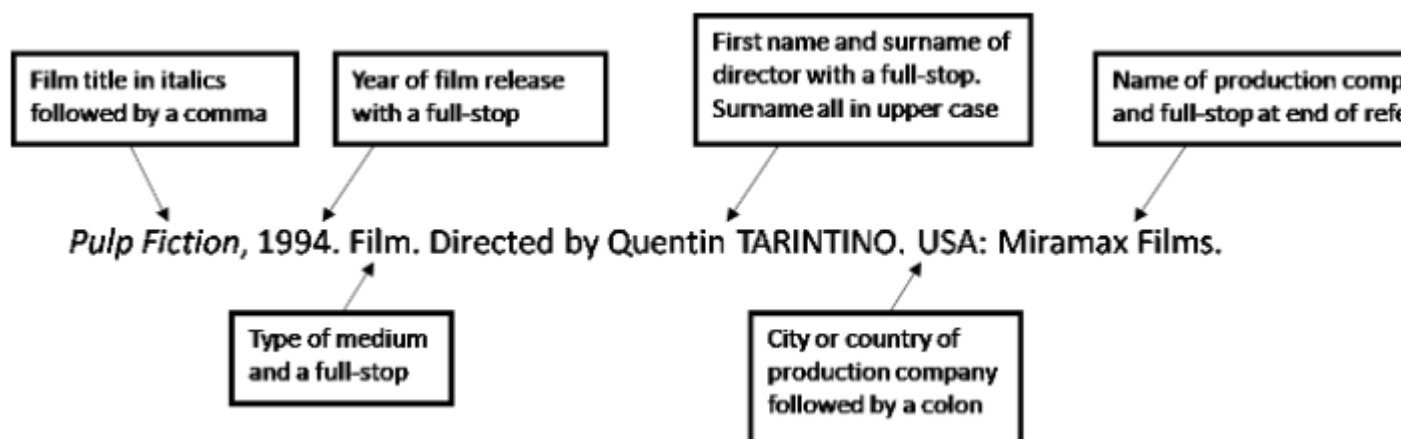 Film title in italics
followed by a comma
Year of film release
with a full-stop
First name and surname of
director with a full-stop.
Surname all in upper case
Name of production
and full-stop at end of
Pulp Fiction, 1994. Film. Directed by Quentin TARINTINO. USA: Miramax Films.
Type of medium
and a full-stop
City or country of
production company
followed by a colon